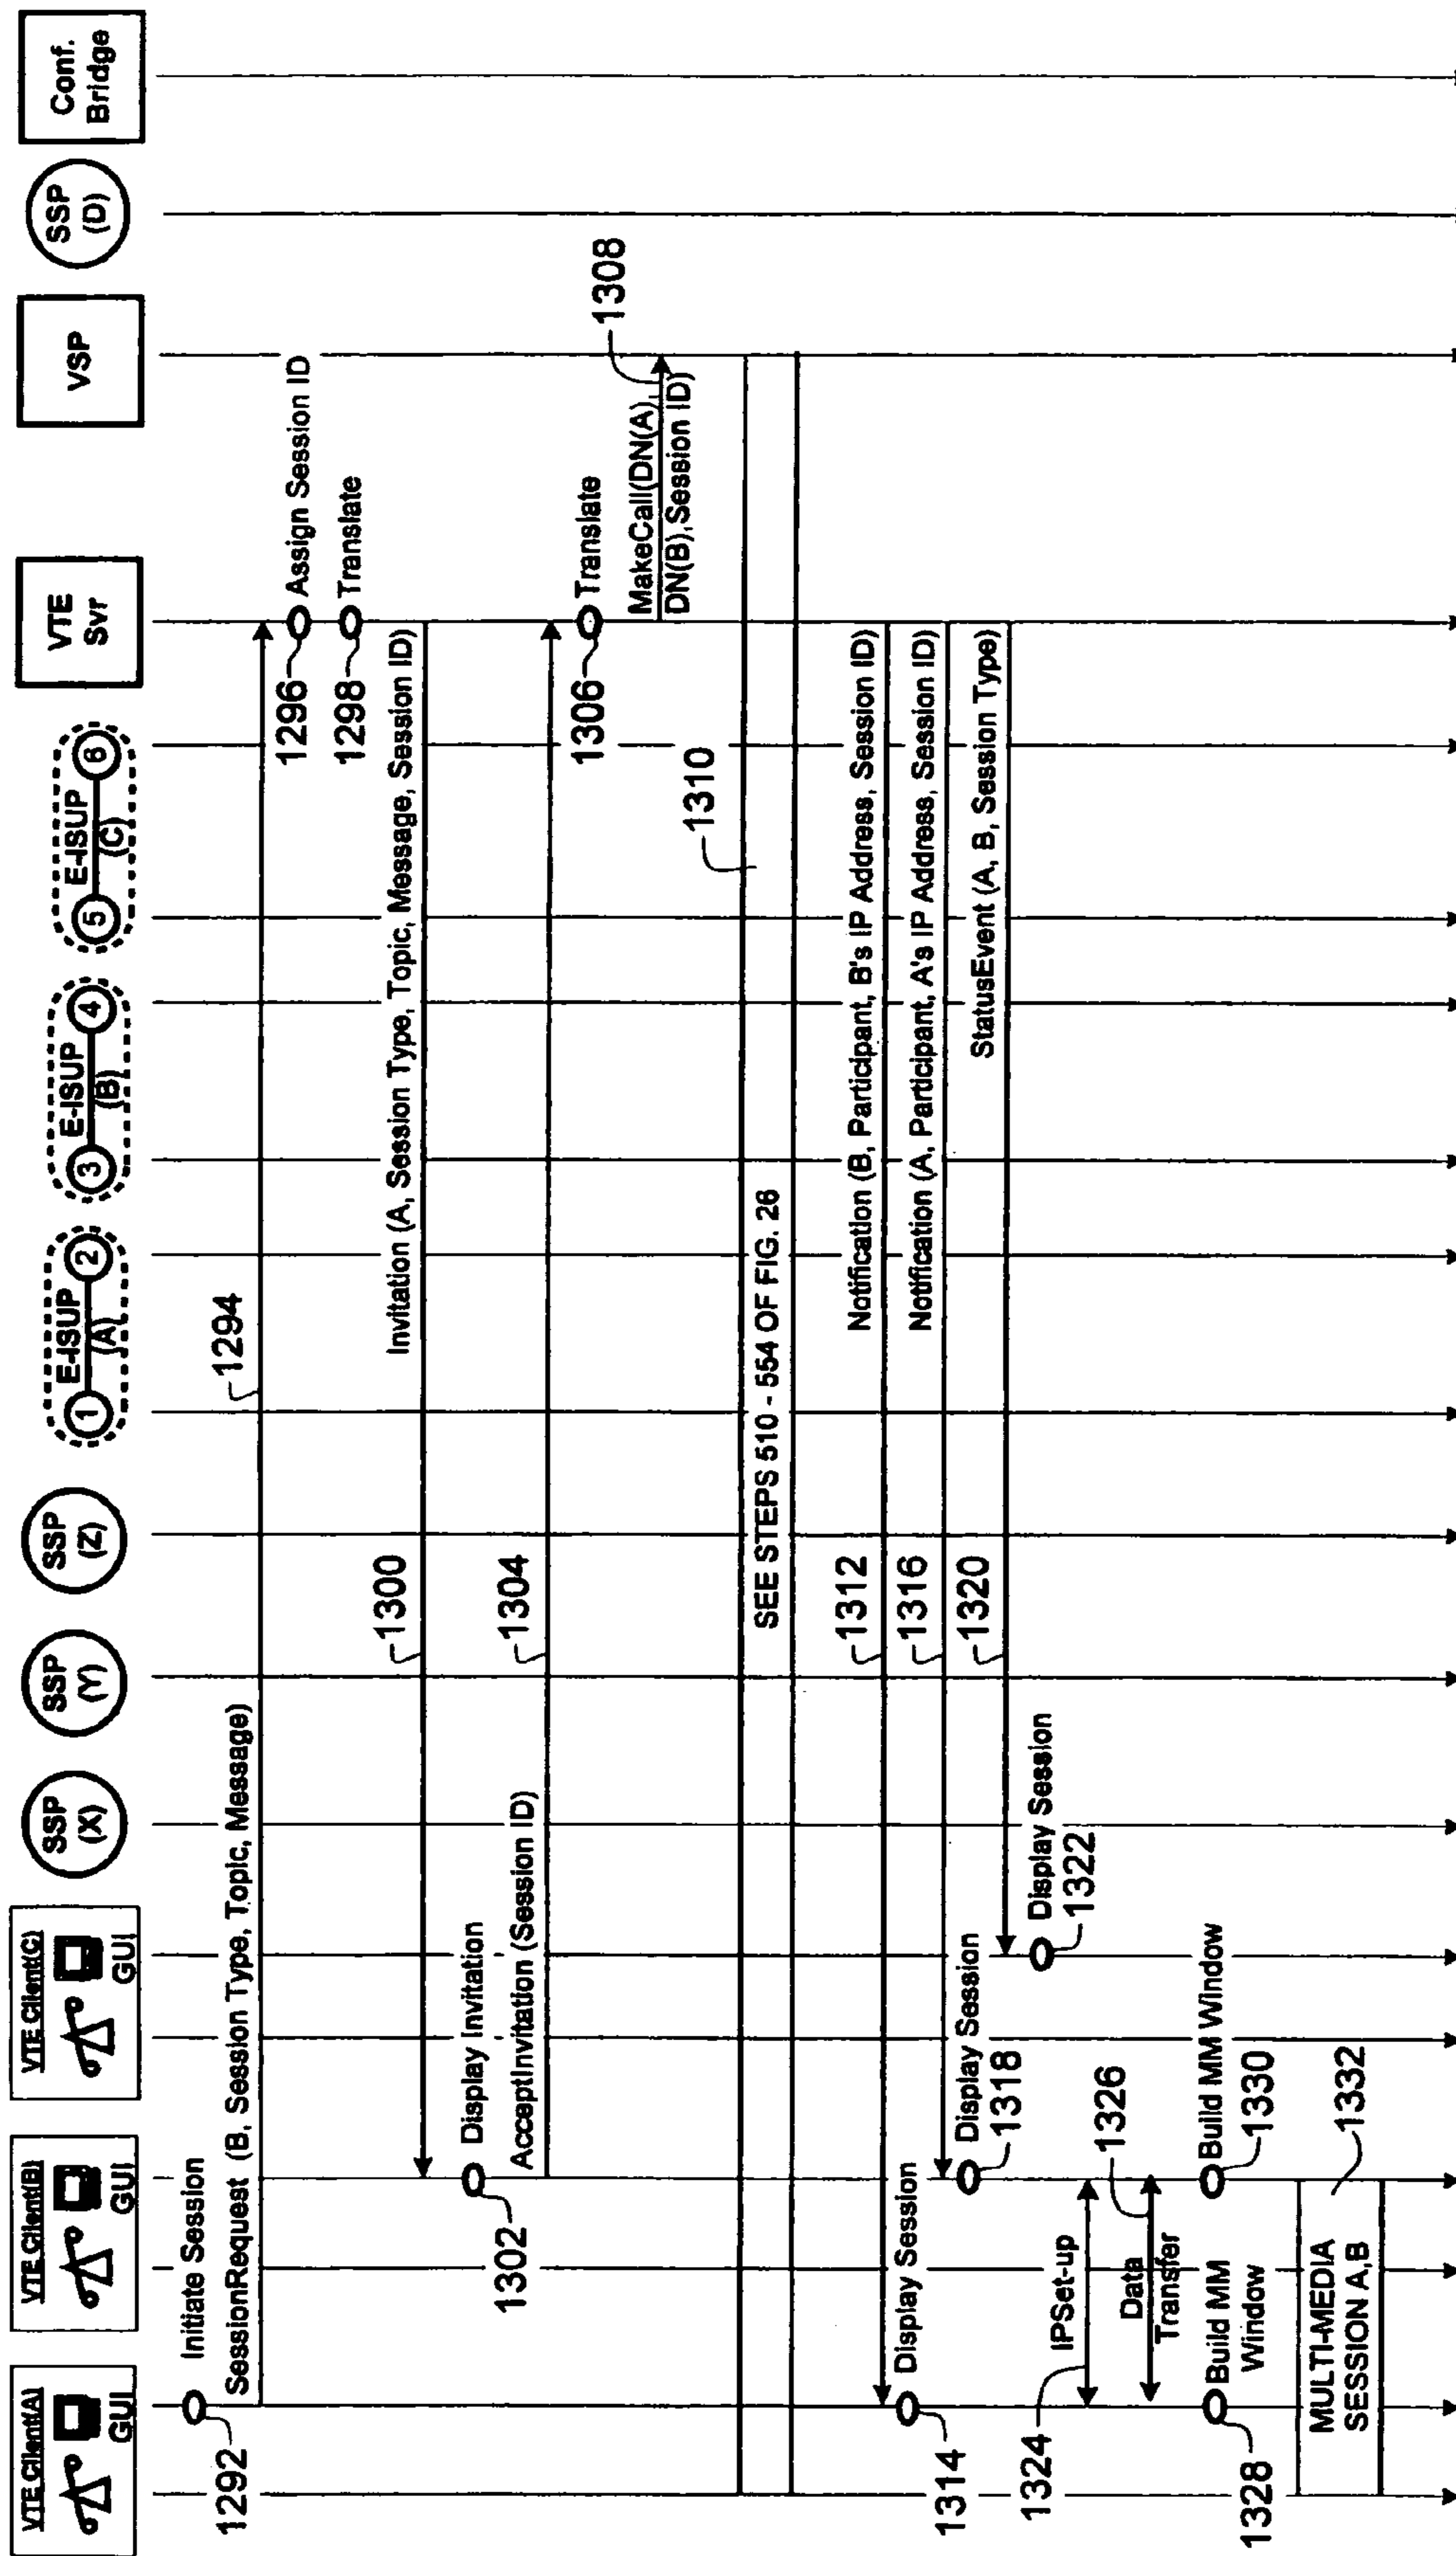 VTE Client(A)
GUI
VTE Client(B)
GUI
VTE Client(C)
GUI
SSP
(X)
SSP
(Y)
SSP
(Z)
E-ISUP
1
2
(A)
E-ISUP
3
4
(B)
E-ISUP
5
6
(C)
VTE
Svr
VSP
SSP
(D)
Conf.
Bridge
Initiate Session
1292
SessionRequest (B, Session Type, Topic, Message)
1294
1296
Assign Session ID
1298
Translate
Invitation (A, Session Type, Topic, Message, Session ID)
1300
Display Invitation
1302
AcceptInvitation (Session ID)
1304
1306
Translate
MakeCall(DN(A),
DN(B),Session ID)
1308
1310
SEE STEPS 510 - 554 OF FIG. 26
Notification (B, Participant, B's IP Address, Session ID)
1312
Display Session
1314
Notification (A, Participant, A's IP Address, Session ID)
1316
Display Session
1318
StatusEvent (A, B, Session Type)
1320
Display Session
1322
IPSet-up
1324
Data
Transfer
1326
Build MM
Window
1328
Build MM Window
1330
MULTI-MEDIA
SESSION A,B
1332